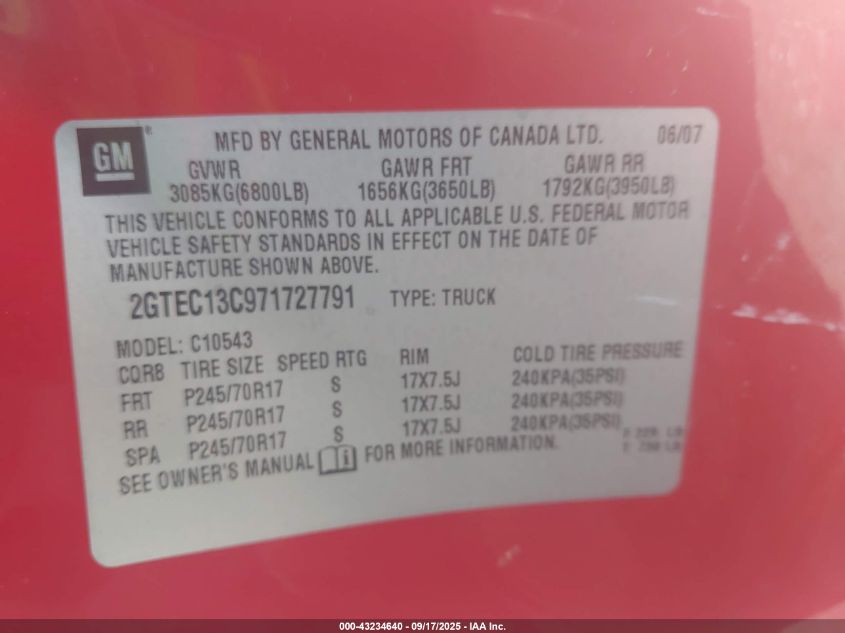 GM
MFD BY GENERAL MOTORS OF CANADA LTD. 06/07
GVWR GAWR FRT GAWR RR
3085KG(6800LB) 1656KG(3650LB) 1792KG(3950LB)
THIS VEHICLE CONFORMS TO ALL APPLICABLE U.S. FEDERAL MOTOR
VEHICLE SAFETY STANDARDS IN EFFECT ON THE DATE OF
MANUFACTURE SHOWN ABOVE.
2GTEC13C971727791 TYPE: TRUCK
MODEL: C10543
CQRB TIRE SIZE SPEED RTG RIM COLD TIRE PRESSURE
FRT P245/70R17 S 17X7.5J 240KPA(35PSI)
RR P245/70R17 S 17X7.5J 240KPA(35PSI)
SPA P245/70R17 S 17X7.5J 240KPA(35PSI)
SEE OWNER'S MANUAL FOR MORE INFORMATION.
000-43234640 - 09/17/2025 - IAA Inc.